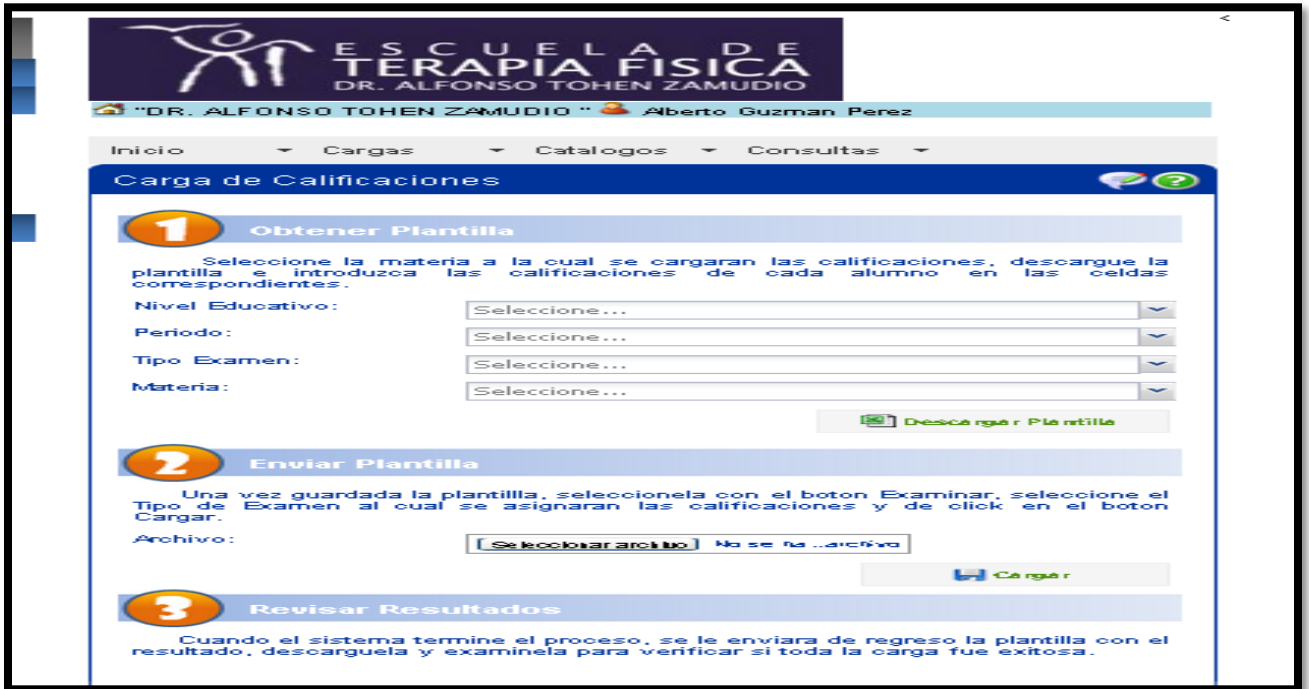 <
ESCUELA DE
TERAPIA FISICA
DR. ALFONSO TOHEN ZAMUDIO
"DR. ALFONSO TOHEN ZAMUDIO " Alberto Guzman Perez
Inicio Cargas Catalogos Consultas
Carga de Calificaciones
1 Obtener Plantilla
Seleccione la materia a la cual se cargaran las calificaciones, descargue la
plantilla e introduzca las calificaciones de cada alumno en las celdas
correspondientes.
Nivel Educativo: Seleccione...
Periodo: Seleccione...
Tipo Examen: Seleccione...
Materia: Seleccione...
Descargar Plantilla
2 Enviar Plantilla
Una vez guardada la plantillla, seleccionela con el boton Examinar, seleccione el
Tipo de Examen al cual se asignaran las calificaciones y de click en el boton
Cargar.
Archivo: Seleccionar archivo No se ha ...archivo
Cargar
3 Revisar Resultados
Cuando el sistema termine el proceso, se le enviara de regreso la plantilla con el
resultado, descarguela y examinela para verificar si toda la carga fue exitosa.